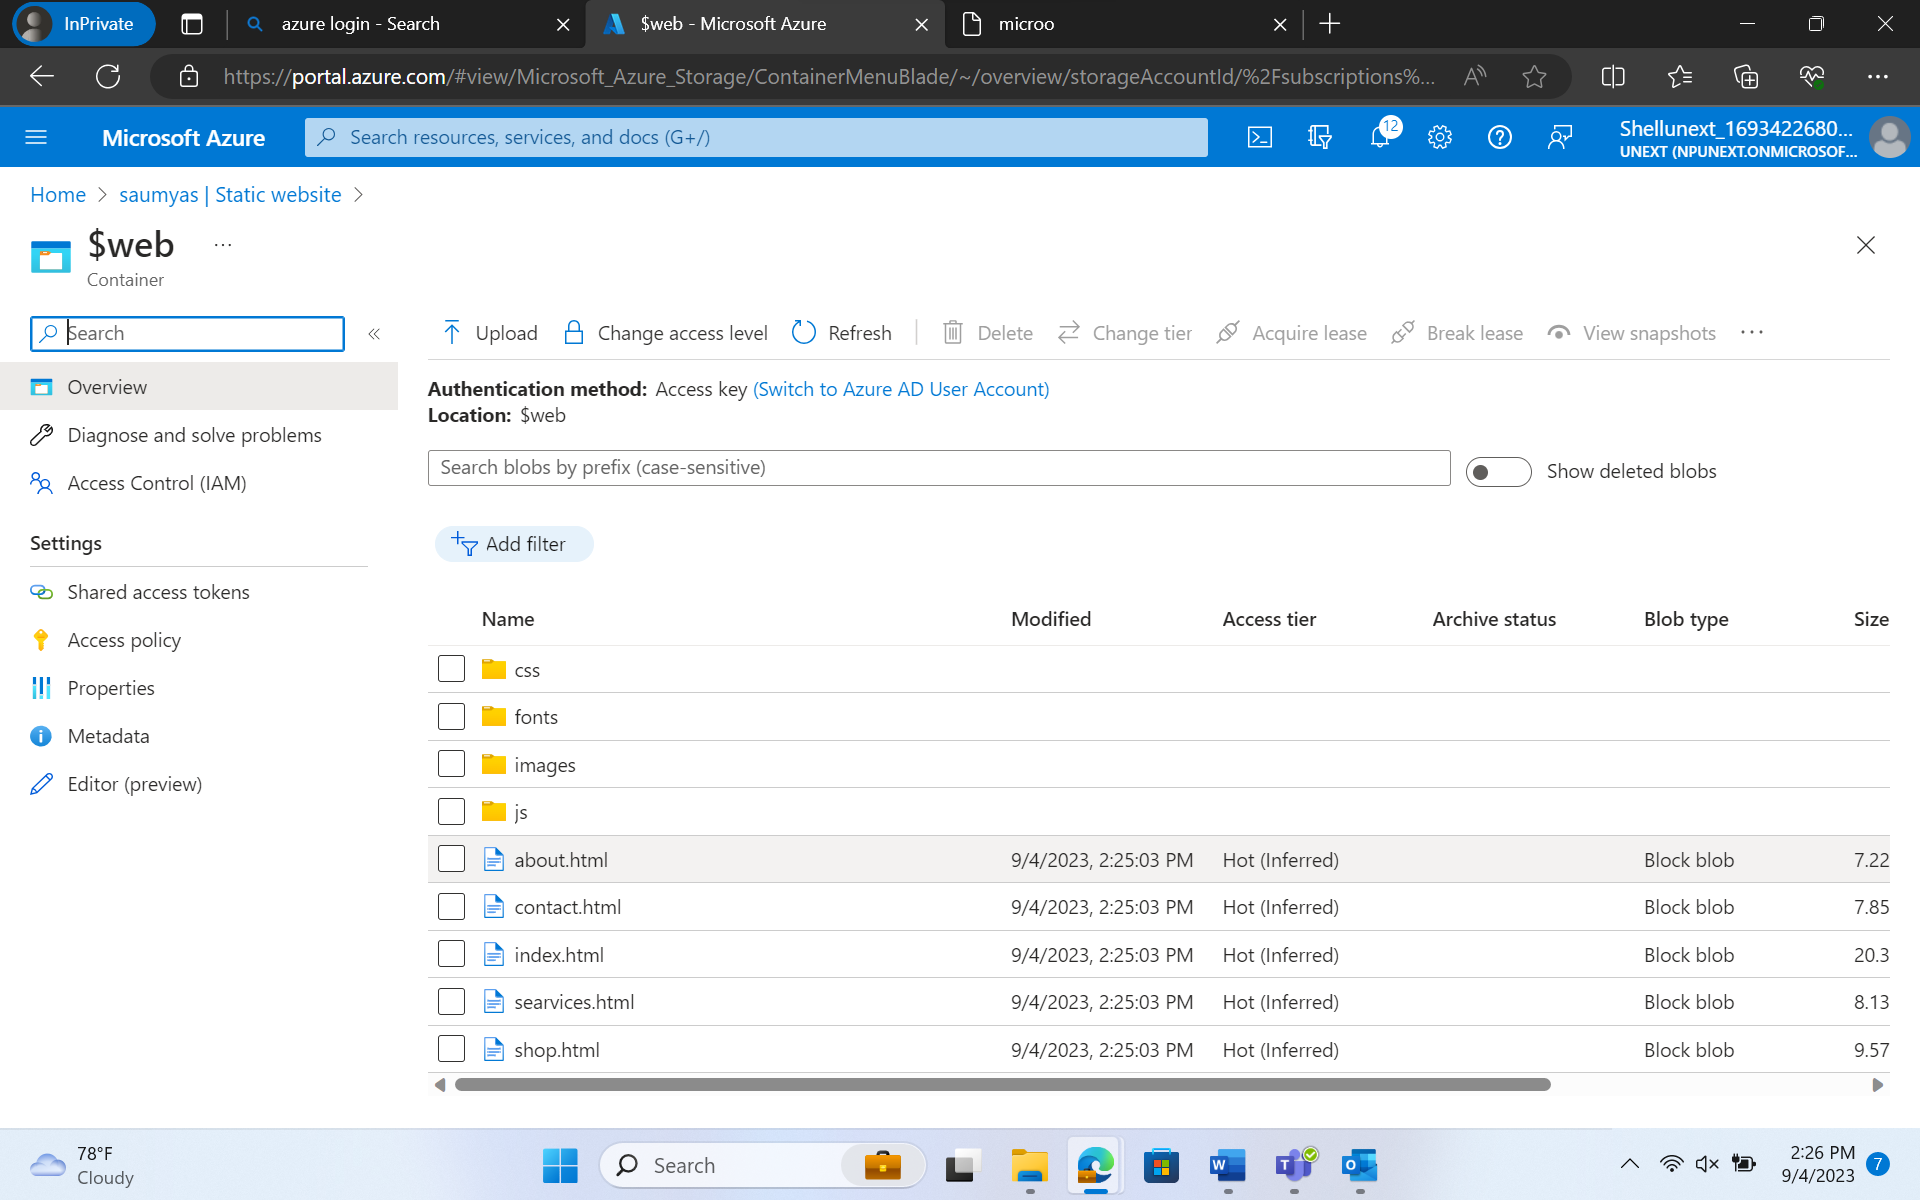 InPrivate
azure login - Search
$web - Microsoft Azure
microo
https://portal.azure.com/#view/Microsoft_Azure_Storage/ContainerMenuBlade/~/overview/storageAccountId/%2Fsubscriptions%...
Microsoft Azure
Search resources, services, and docs (G+/)
12
Shellunext_1693422680...
UNEXT (NPUNEXT.ONMICROSOF...
Home > saumyas | Static website >
$web ...
Container
Search
Upload Change access level Refresh Delete Change tier Acquire lease Break lease View snapshots ...
Overview
Diagnose and solve problems
Access Control (IAM)
Settings
Shared access tokens
Access policy
Properties
Metadata
Editor (preview)
Authentication method: Access key (Switch to Azure AD User Account)
Location: $web
Search blobs by prefix (case-sensitive)
Show deleted blobs
Add filter
Name Modified Access tier Archive status Blob type Size
css
fonts
images
js
about.html 9/4/2023, 2:25:03 PM Hot (Inferred) Block blob 7.22
contact.html 9/4/2023, 2:25:03 PM Hot (Inferred) Block blob 7.85
index.html 9/4/2023, 2:25:03 PM Hot (Inferred) Block blob 20.3
searvices.html 9/4/2023, 2:25:03 PM Hot (Inferred) Block blob 8.13
shop.html 9/4/2023, 2:25:03 PM Hot (Inferred) Block blob 9.57
78°F
Cloudy
Search
2:26 PM
9/4/2023
7